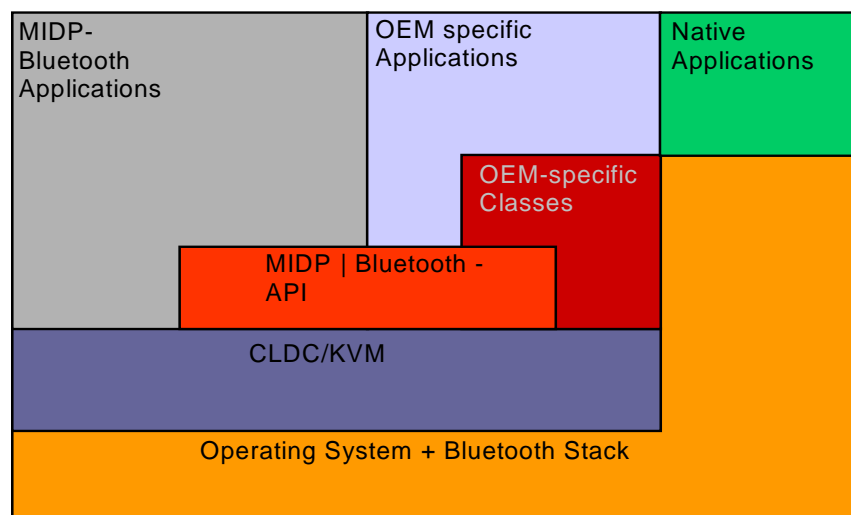 MIDP-
Bluetooth
Applications
OEM specific
Applications
Native
Applications
OEM-specific
Classes
MIDP | Bluetooth -
API
CLDC/KVM
Operating System + Bluetooth Stack